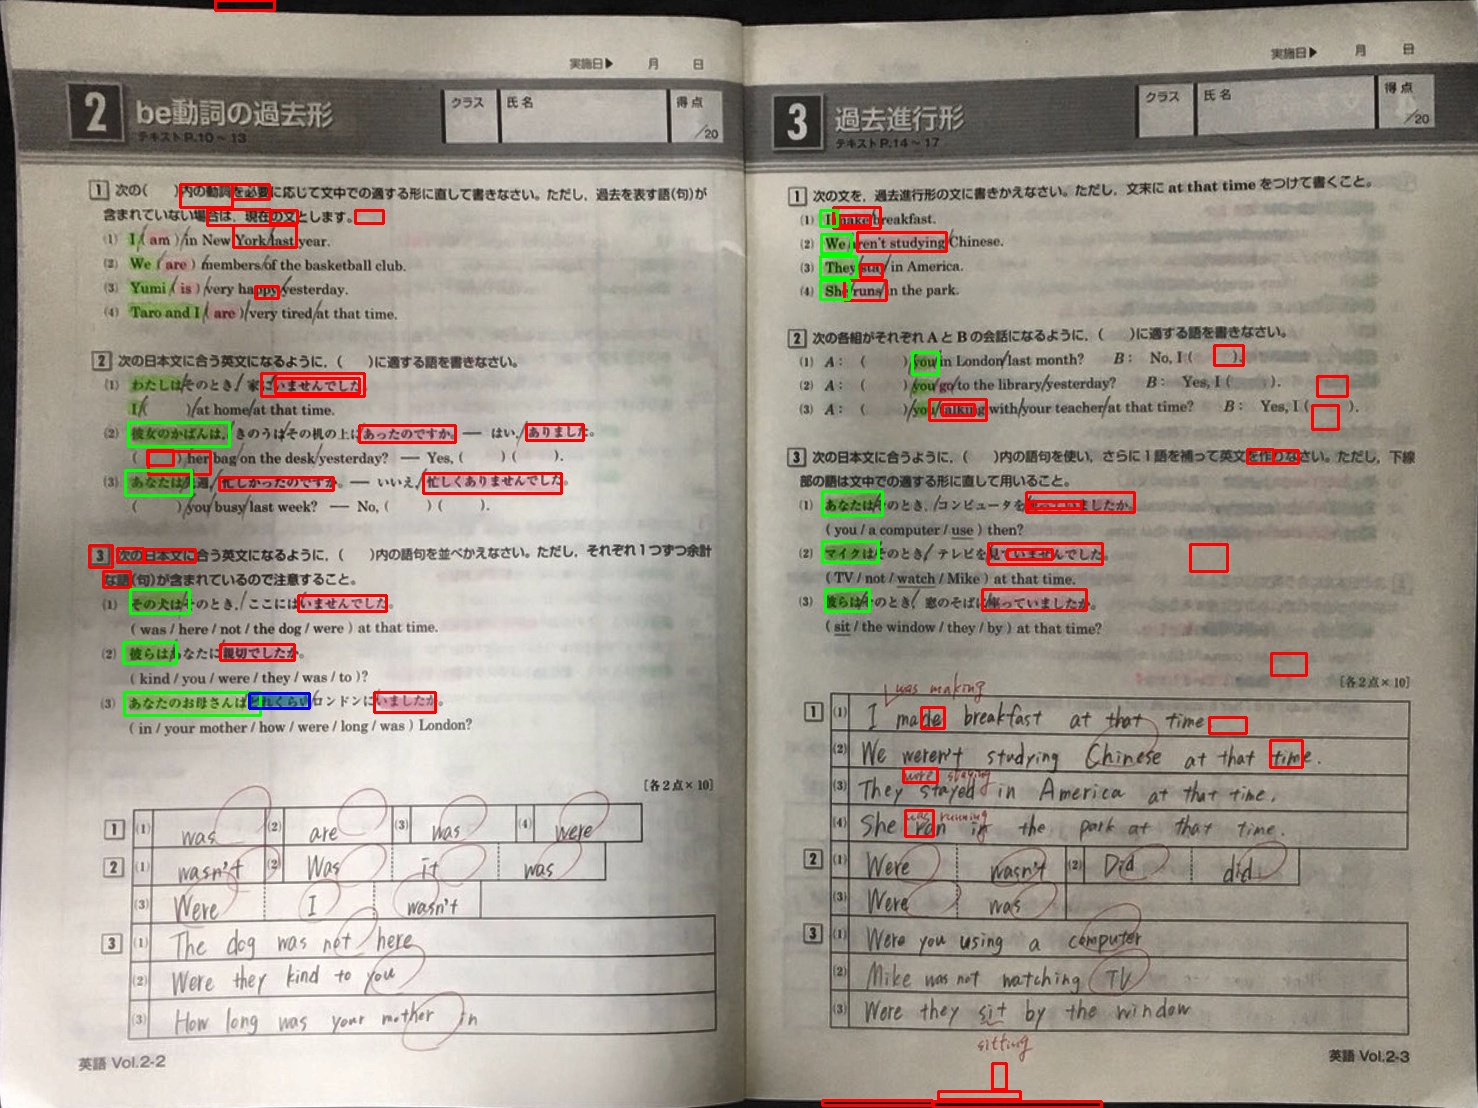 実施日▶ 月 日
2 be動詞の過去形
テキストP.10～13
クラス 氏名 得点 /20
1 次の( )内の動詞を必要に応じて文中での適する形に直して書きなさい。ただし，過去を表す語(句)が
含まれていない場合は，現在の文とします。
(1) I ( am ) in New York last year.
(2) We ( are ) members of the basketball club.
(3) Yumi ( is ) very happy yesterday.
(4) Taro and I ( are ) very tired at that time.
2 次の日本文に合う英文になるように，( )に適する語を書きなさい。
(1) わたしはそのとき，家にいませんでした。
I ( ) at home at that time.
(2) 彼女のかばんは，きのうはその机の上にあったのですか。— はい，ありました。
( ) her bag on the desk yesterday? — Yes, ( ) ( ).
(3) あなたは先週，忙しかったのですか。— いいえ，忙しくありませんでした。
( ) you busy last week? — No, ( ) ( ).
3 次の日本文に合う英文になるように，( )内の語句を並べかえなさい。ただし，それぞれ1つずつ余計
な語(句)が含まれているので注意すること。
(1) その犬はそのとき，ここにはいませんでした。
( was / here / not / the dog / were ) at that time.
(2) 彼らはあなたに親切でしたか。
( kind / you / were / they / was / to )?
(3) あなたのお母さんはどれくらいロンドンにいましたか。
( in / your mother / how / were / long / was ) London?
[各2点×10]
1 (1) was (2) are (3) was (4) were
2 (1) wasn't (2) Was it was
(3) Were I wasn't
3 (1) The dog was not here
(2) Were they kind to you
(3) How long was your mother in
英語 Vol.2-2
実施日▶ 月 日
3 過去進行形
テキストP.14～17
クラス 氏名 得点 /20
1 次の文を，過去進行形の文に書きかえなさい。ただし，文末に at that time をつけて書くこと。
(1) I make breakfast.
(2) We aren't studying Chinese.
(3) They stay in America.
(4) She runs in the park.
2 次の各組がそれぞれ A と B の会話になるように，( )に適する語を書きなさい。
(1) A : ( ) you in London last month? B : No, I ( ).
(2) A : ( ) you go to the library yesterday? B : Yes, I ( ).
(3) A : ( ) you talking with your teacher at that time? B : Yes, I ( ).
3 次の日本文に合うように，( )内の語句を使い，さらに1語を補って英文を作りなさい。ただし，下線
部の語は文中での適する形に直して用いること。
(1) あなたはそのとき，コンピュータを使っていましたか。
( you / a computer / use ) then?
(2) マイクはそのとき，テレビを見ていませんでした。
( TV / not / watch / Mike ) at that time.
(3) 彼らはそのとき，窓のそばに座っていましたか。
( sit / the window / they / by ) at that time?
[各2点×10]
was making
1 (1) I made breakfast at that time
(2) We weren't studying Chinese at that time.
were staying
(3) They stayed in America at that time.
was running
(4) She ran in the park at that time.
2 (1) Were wasn't (2) Did did
(3) Were was
3 (1) Were you using a computer
(2) Mike was not watching TV
(3) Were they sit by the window
sitting
英語 Vol.2-3